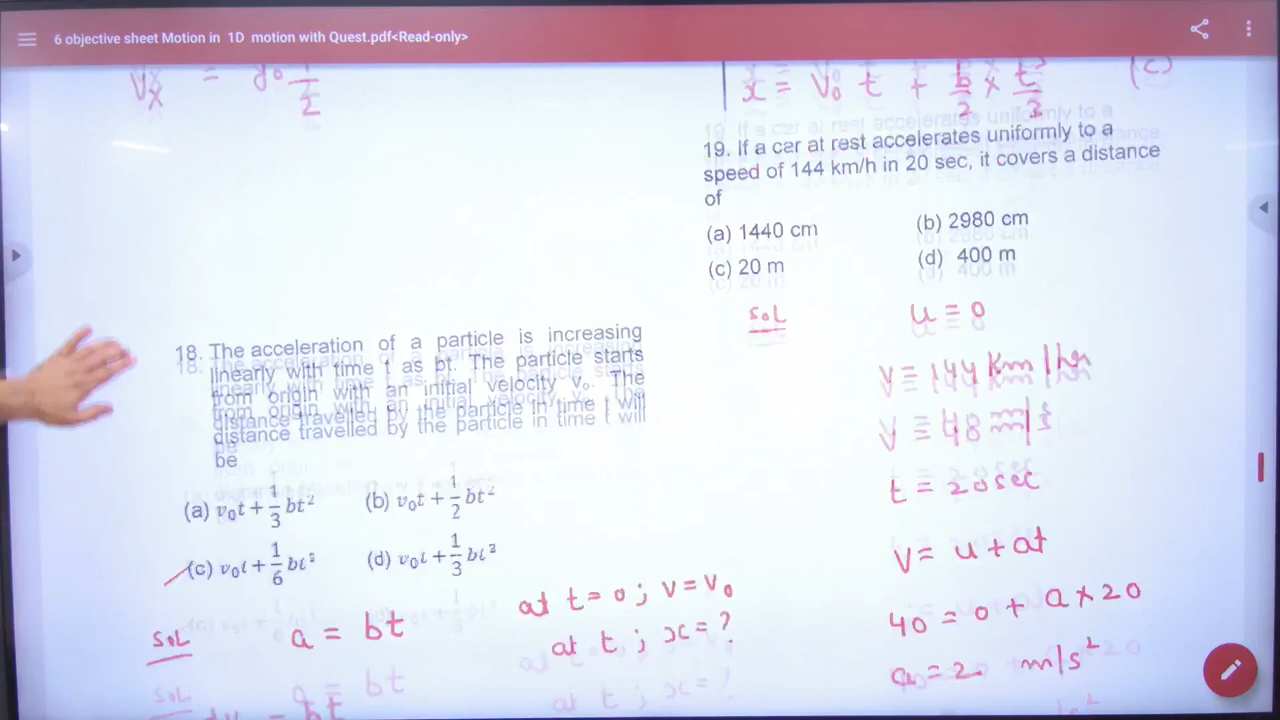 6 objective sheet Motion in 1D motion with Quest.pdf<Read-only>
18. The acceleration of a particle is increasing
linearly with time t as bt. The particle starts
from origin with an initial velocity v₀. The
distance travelled by the particle in time t will
be
(a) v₀t + 1/3 bt² (b) v₀t + 1/2 bt²
(c) v₀t + 1/6 bt³ (d) v₀t + 1/3 bt³
SOL
a = bt
at t = 0 ; v = v₀
at t ; x = ?
x = v₀ t + b/2 × t³/3 (c)
19. If a car at rest accelerates uniformly to a
speed of 144 km/h in 20 sec, it covers a distance
of
(a) 1440 cm (b) 2980 cm
(c) 20 m (d) 400 m
SOL
u = 0
v = 144 Km/hr
t = 20 sec
v = u + at
40 = 0 + a × 20
a = 2 m/s²